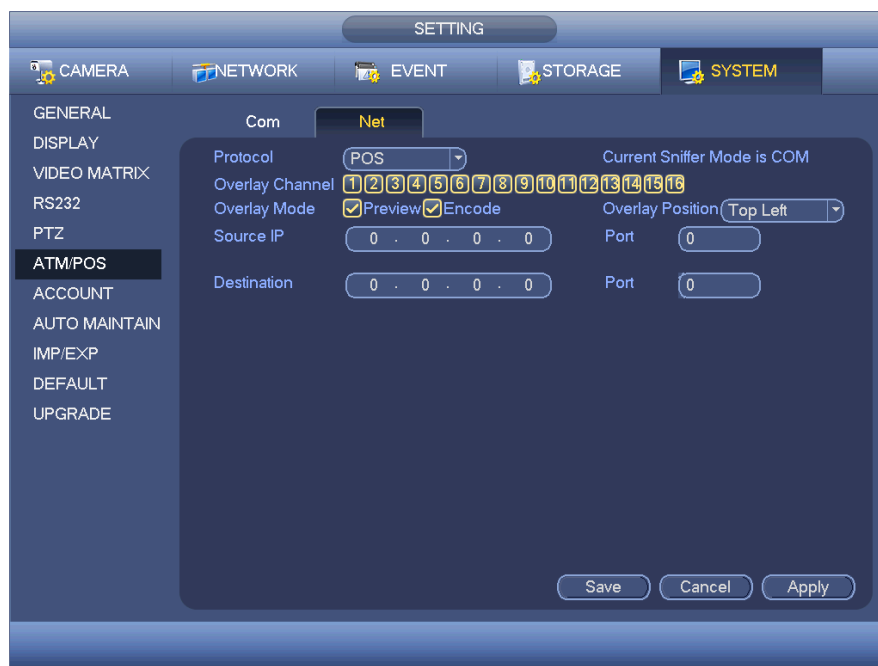 SETTING
CAMERA NETWORK EVENT STORAGE SYSTEM
GENERAL
DISPLAY
VIDEO MATRIX
RS232
PTZ
ATM/POS
ACCOUNT
AUTO MAINTAIN
IMP/EXP
DEFAULT
UPGRADE
Com Net
Protocol POS Current Sniffer Mode is COM
Overlay Channel 1 2 3 4 5 6 7 8 9 10 11 12 13 14 15 16
Overlay Mode Preview Encode Overlay Position Top Left
Source IP 0 . 0 . 0 . 0 Port 0
Destination 0 . 0 . 0 . 0 Port 0
Save Cancel Apply